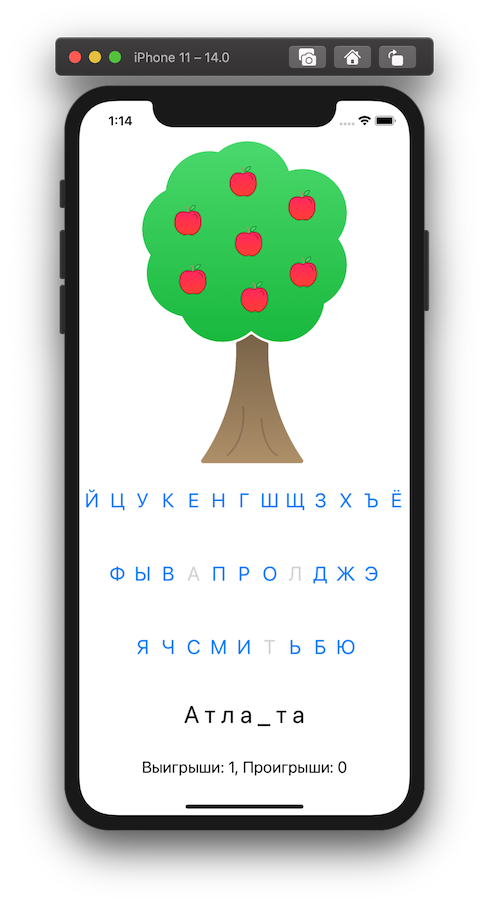 iPhone 11 – 14.0
1:14
Й Ц У К Е Н Г Ш Щ З Х Ъ Ё
Ф Ы В А П Р О Л Д Ж Э
Я Ч С М И Т Ь Б Ю
А т л а _ т а
Выигрыши: 1, Проигрыши: 0